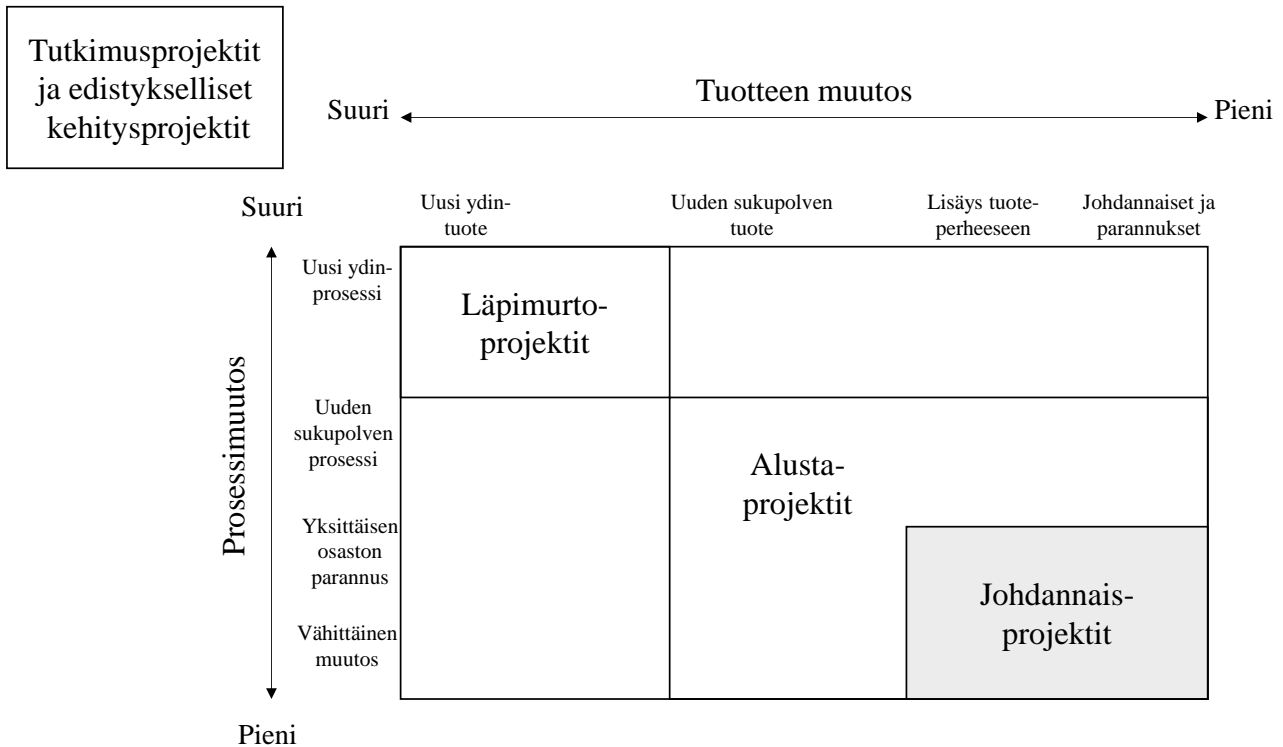 Tutkimusprojektit
ja edistykselliset
kehitysprojektit
Tuotteen muutos
Suuri
Pieni
Suuri
Uusi ydin-
tuote
Uuden sukupolven
tuote
Lisäys tuote-
perheeseen
Johdannaiset ja
parannukset
Prosessimuutos
Uusi ydin-
prosessi
Läpimurto-
projektit
Uuden
sukupolven
prosessi
Alusta-
projektit
Yksittäisen
osaston
parannus
Johdannais-
projektit
Vähittäinen
muutos
Pieni